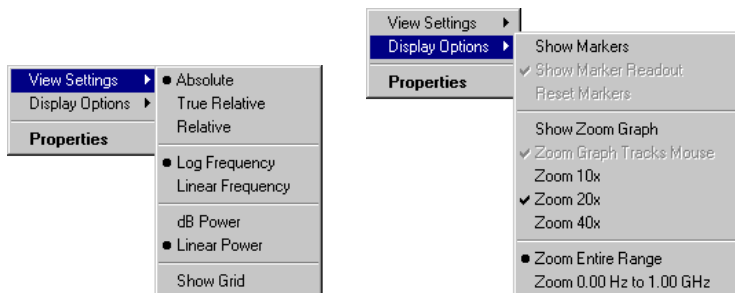 View Settings
Display Options
Properties
Absolute
True Relative
Relative
Log Frequency
Linear Frequency
dB Power
Linear Power
Show Grid
View Settings
Display Options
Properties
Show Markers
Show Marker Readout
Reset Markers
Show Zoom Graph
Zoom Graph Tracks Mouse
Zoom 10x
Zoom 20x
Zoom 40x
Zoom Entire Range
Zoom 0.00 Hz to 1.00 GHz